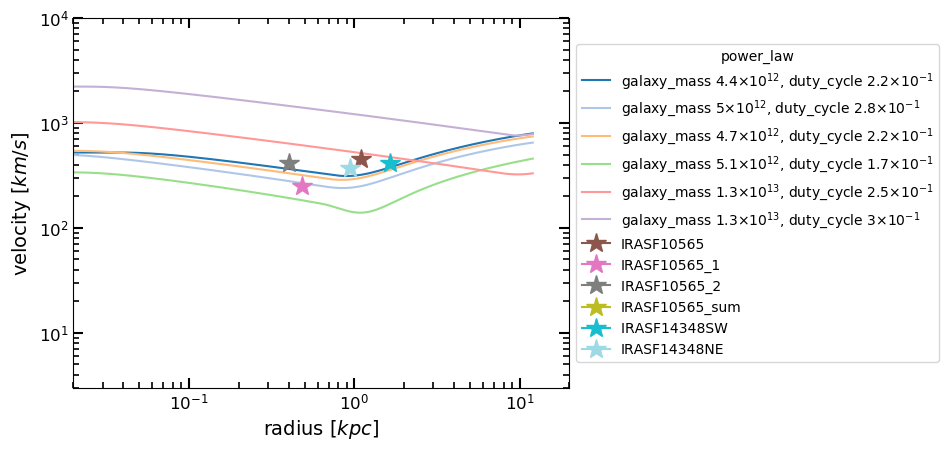 10⁴
10³
10²
10¹
velocity [km/s]
10⁻¹
10⁰
10¹
radius [kpc]
power_law
galaxy_mass 4.4×10¹², duty_cycle 2.2×10⁻¹
galaxy_mass 5×10¹², duty_cycle 2.8×10⁻¹
galaxy_mass 4.7×10¹², duty_cycle 2.2×10⁻¹
galaxy_mass 5.1×10¹², duty_cycle 1.7×10⁻¹
galaxy_mass 1.3×10¹³, duty_cycle 2.5×10⁻¹
galaxy_mass 1.3×10¹³, duty_cycle 3×10⁻¹
IRASF10565
IRASF10565_1
IRASF10565_2
IRASF10565_sum
IRASF14348SW
IRASF14348NE